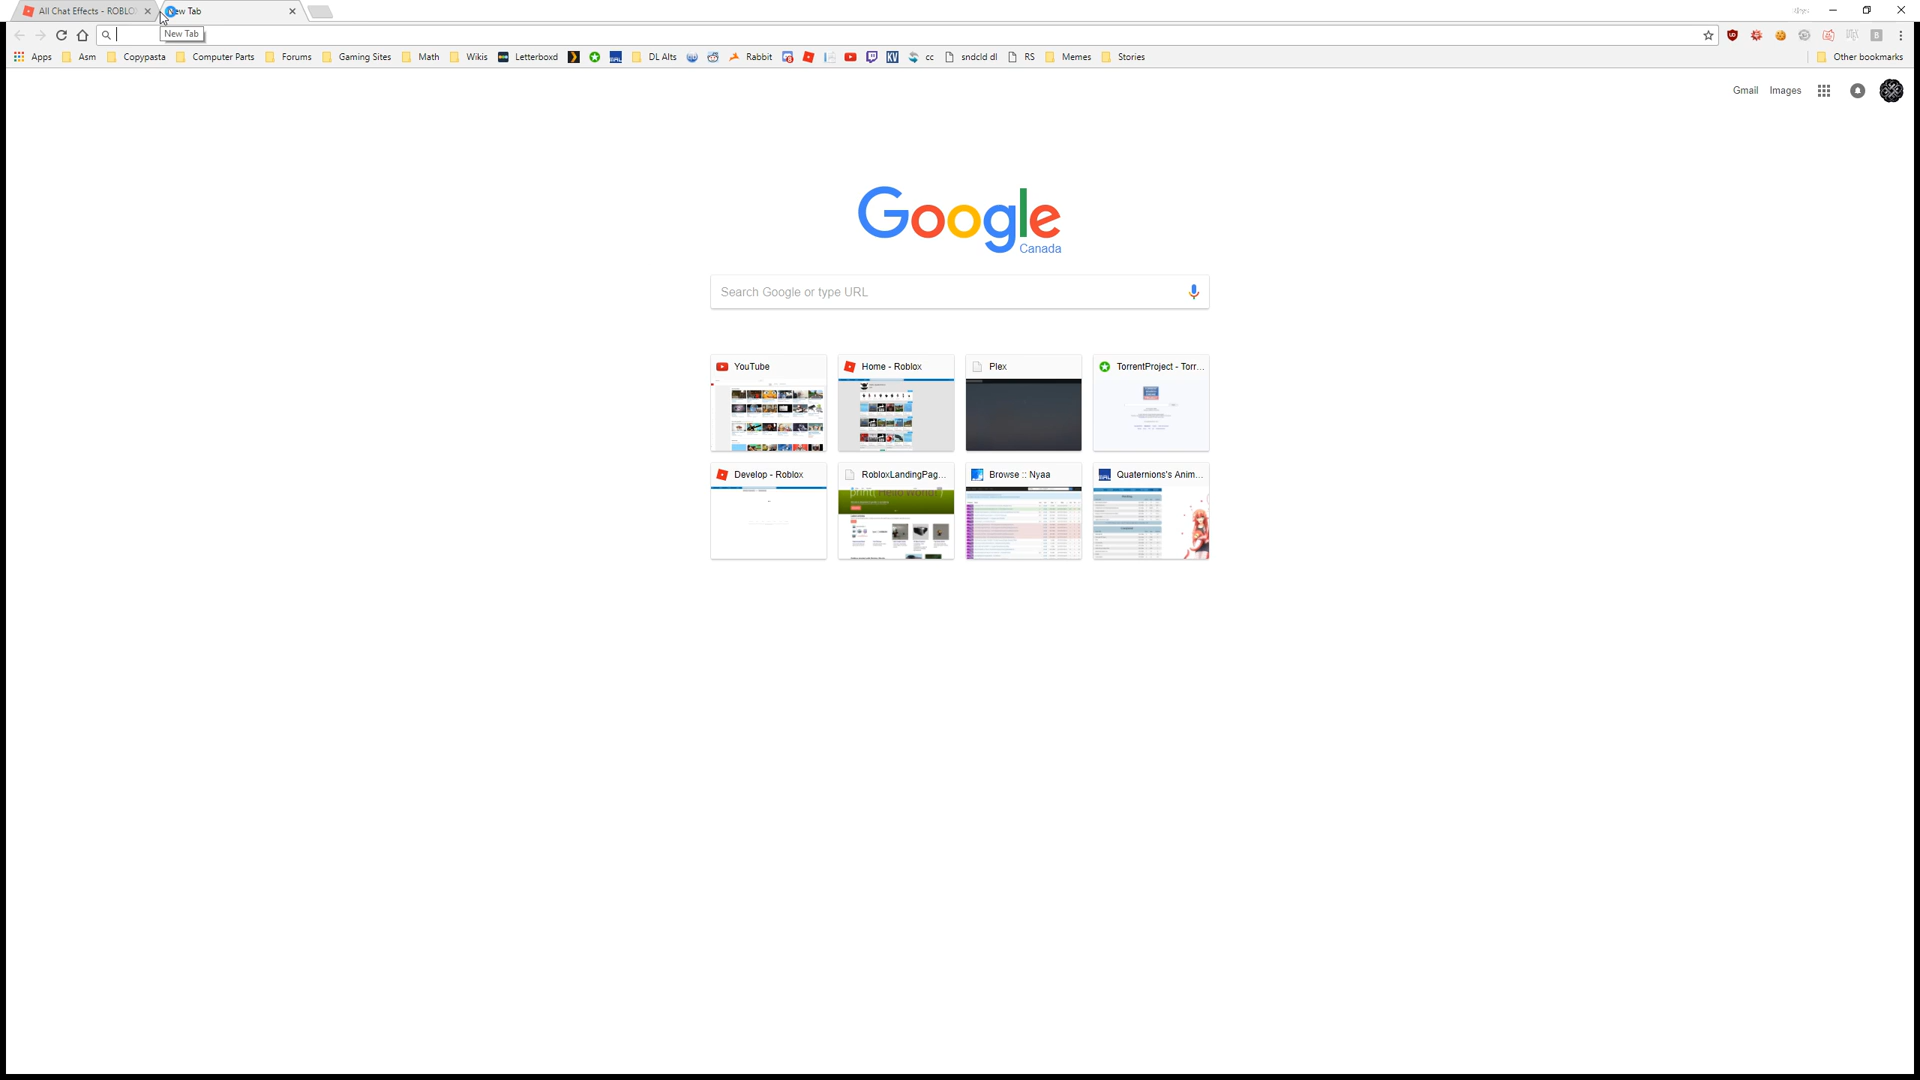 All Chat Effects - ROBLO
New Tab
New Tab
Apps Asm Copypasta Computer Parts Forums Gaming Sites Math Wikis Letterboxd DL Alts Rabbit cc sndcld dl RS Memes Stories Other bookmarks
Gmail Images
Google
Canada
Search Google or type URL
YouTube Home - Roblox Plex TorrentProject - Torr...
Develop - Roblox RobloxLandingPag... Browse :: Nyaa Quaternions's Anim...